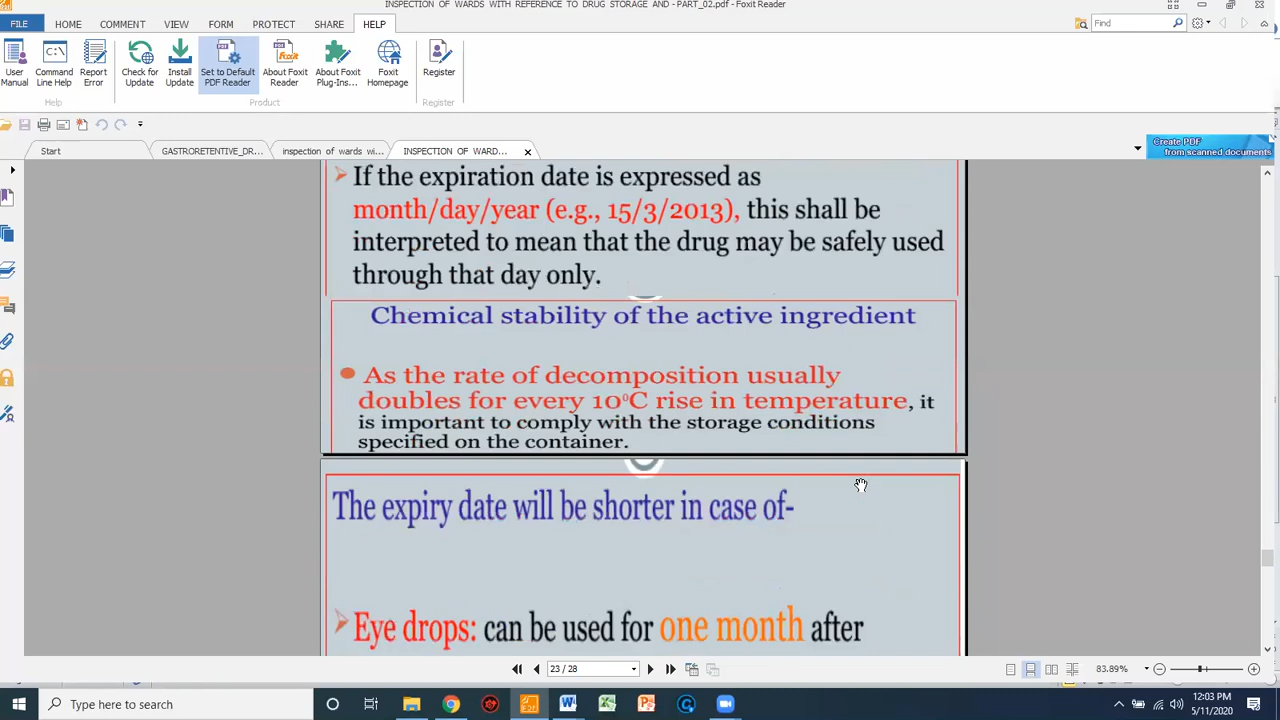 INSPECTION OF WARDS WITH REFERENCE TO DRUG STORAGE AND - PART_02.pdf - Foxit Reader
FILE HOME COMMENT VIEW FORM PROTECT SHARE HELP Find
User Manual
Command Line Help
Report Error
Check for Update
Install Update
Set to Default PDF Reader
About Foxit Reader
About Foxit Plug-Ins...
Foxit Homepage
Register
Help Product Register
Start GASTRORETENTIVE_DR... inspection of wards wi... INSPECTION OF WARD...
Create PDF
from scanned documents
If the expiration date is expressed as
month/day/year (e.g., 15/3/2013), this shall be
interpreted to mean that the drug may be safely used
through that day only.
Chemical stability of the active ingredient
As the rate of decomposition usually
doubles for every 10⁰C rise in temperature, it
is important to comply with the storage conditions
specified on the container.
The expiry date will be shorter in case of-
Eye drops: can be used for one month after
23 / 28 83.89%
Type here to search
12:03 PM
5/11/2020